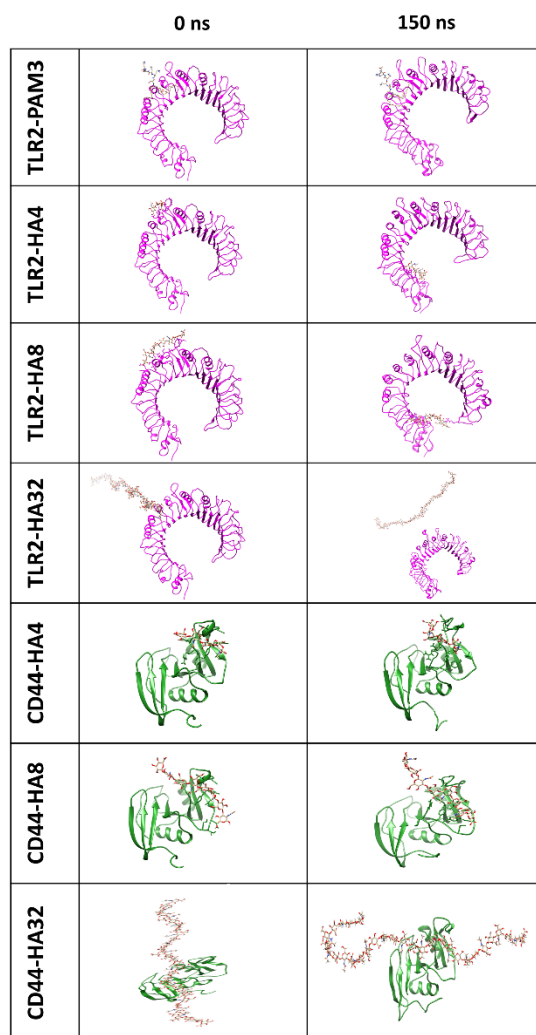 0 ns 150 ns
TLR2-PAM3
TLR2-HA4
TLR2-HA8
TLR2-HA32
CD44-HA4
CD44-HA8
CD44-HA32